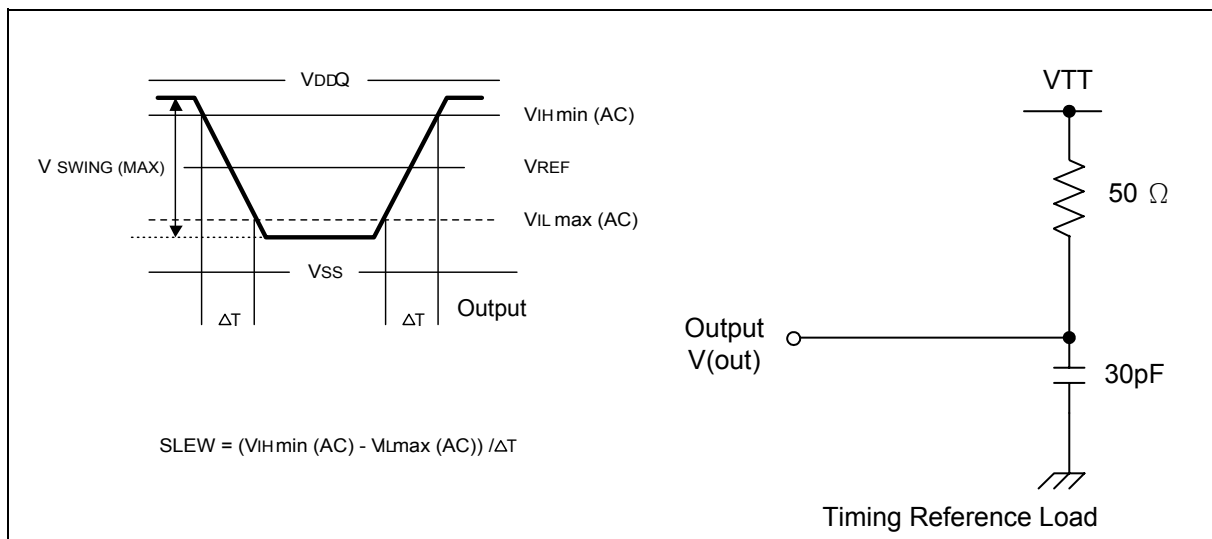 VDDQ
VIH min (AC)
V SWING (MAX)
VREF
VIL max (AC)
VSS
ΔT
ΔT
Output
SLEW = (VIH min (AC) - VILmax (AC)) /ΔT
VTT
50 Ω
Output
V(out)
30pF
Timing Reference Load